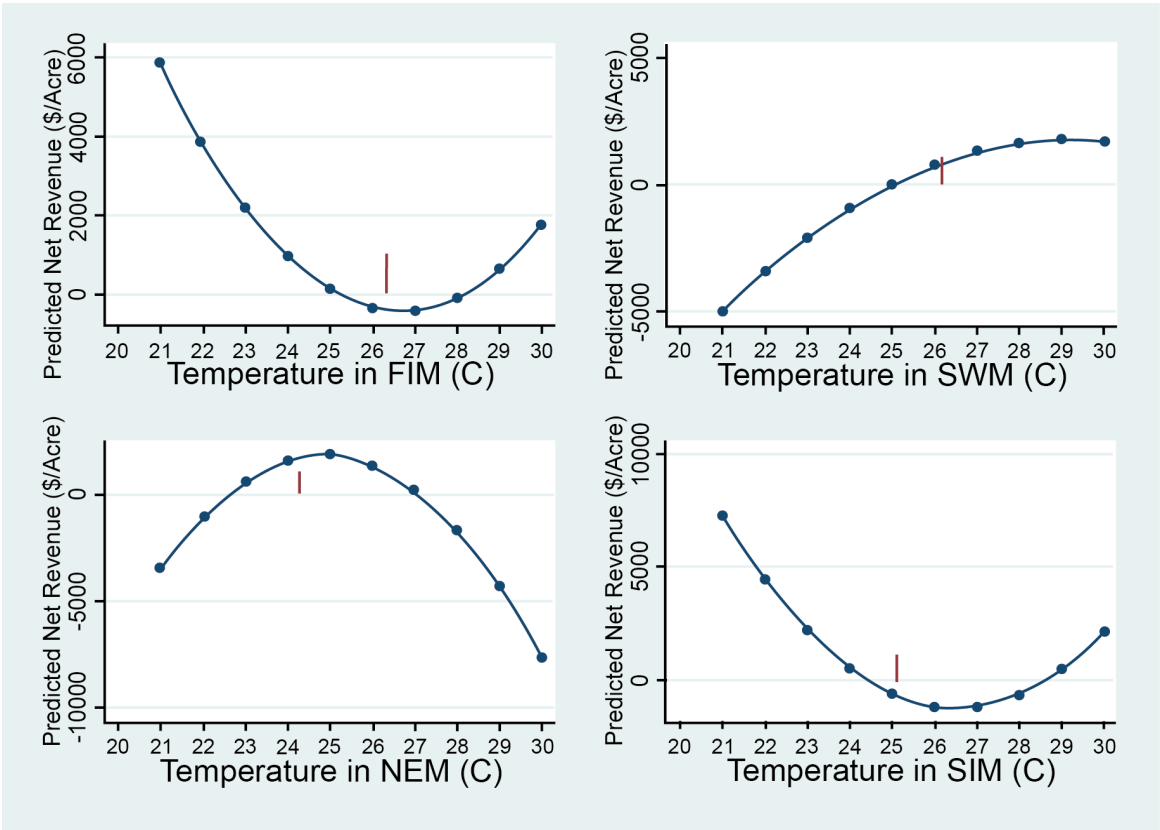 Predicted Net Revenue ($/Acre)
6000
4000
2000
0
20 21 22 23 24 25 26 27 28 29 30
Temperature in FIM (C)
Predicted Net Revenue ($/Acre)
5000
0
-5000
20 21 22 23 24 25 26 27 28 29 30
Temperature in SWM (C)
Predicted Net Revenue ($/Acre)
0
-5000
-10000
20 21 22 23 24 25 26 27 28 29 30
Temperature in NEM (C)
Predicted Net Revenue ($/Acre)
10000
5000
0
20 21 22 23 24 25 26 27 28 29 30
Temperature in SIM (C)